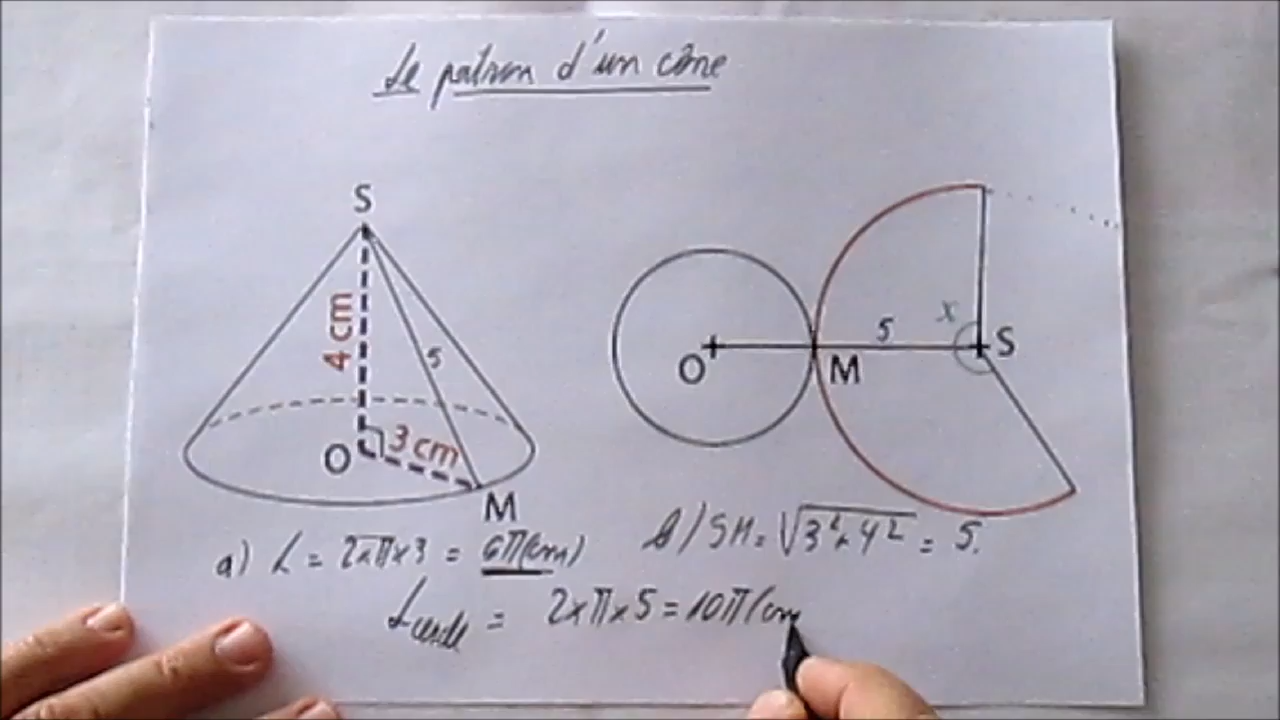 Le patron d'un cône
S
4 cm
5
3 cm
O
M
x
5
S
O
M
a) L = 2×π×3 = 6π(cm)
b/ SM = √3²+4² = 5.
Lcercle = 2×π×5 = 10π(cm